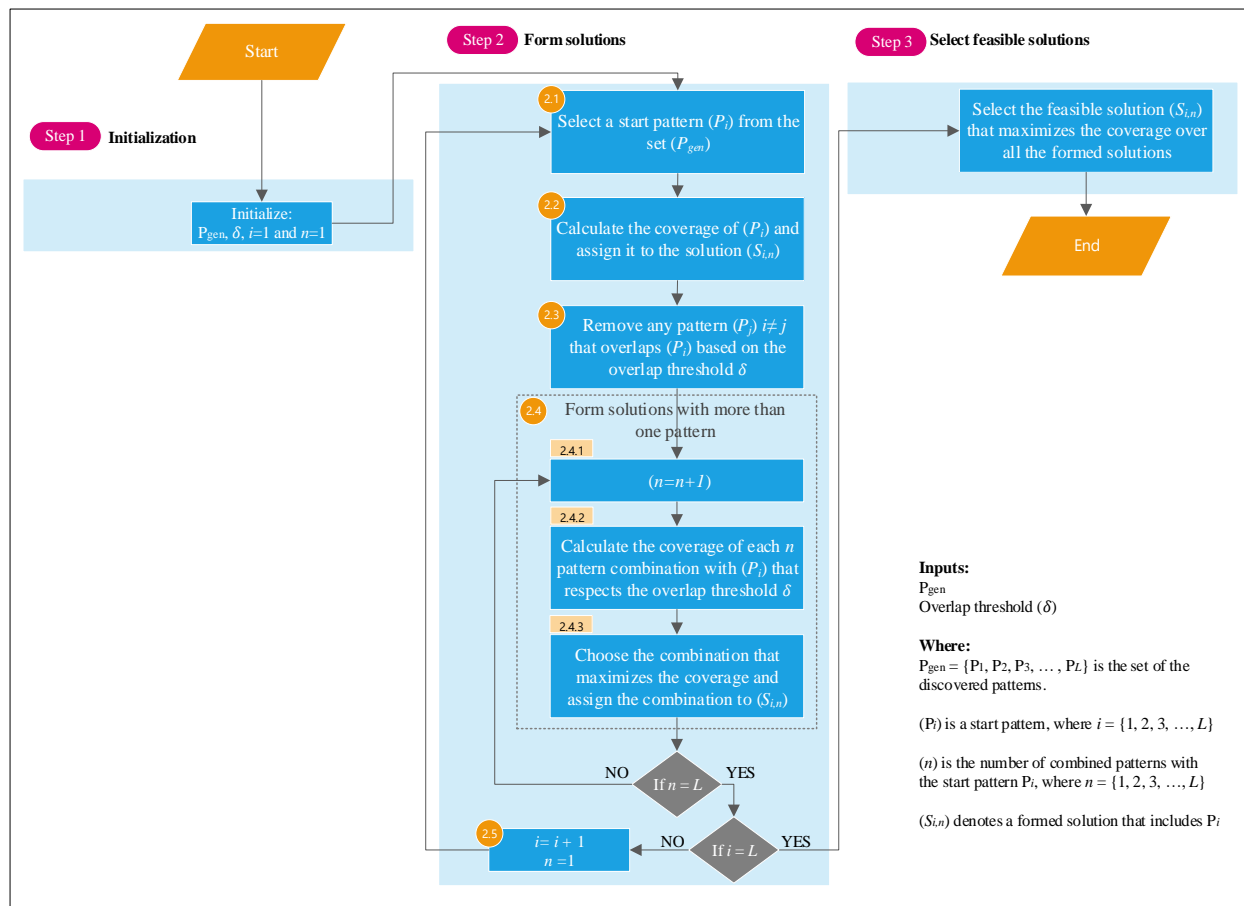 Start
Step 1 Initialization
Initialize:
Pgen, δ, i=1 and n=1
Step 2 Form solutions
2.1
Select a start pattern (Pi) from the
set (Pgen)
2.2
Calculate the coverage of (Pi) and
assign it to the solution (Si,n)
2.3
Remove any pattern (Pj) i≠ j
that overlaps (Pi) based on the
overlap threshold δ
2.4
Form solutions with more than
one pattern
2.4.1
(n=n+1)
2.4.2
Calculate the coverage of each n
pattern combination with (Pi) that
respects the overlap threshold δ
2.4.3
Choose the combination that
maximizes the coverage and
assign the combination to (Si,n)
NO
If n = L
YES
2.5
i= i + 1
n =1
NO
If i = L
YES
Step 3 Select feasible solutions
Select the feasible solution (Si,n)
that maximizes the coverage over
all the formed solutions
End
Inputs:
Pgen
Overlap threshold (δ)
Where:
Pgen = {P1, P2, P3, … , PL} is the set of the
discovered patterns.
(Pi) is a start pattern, where i = {1, 2, 3, …, L}
(n) is the number of combined patterns with
the start pattern Pi, where n = {1, 2, 3, …, L}
(Si,n) denotes a formed solution that includes Pi